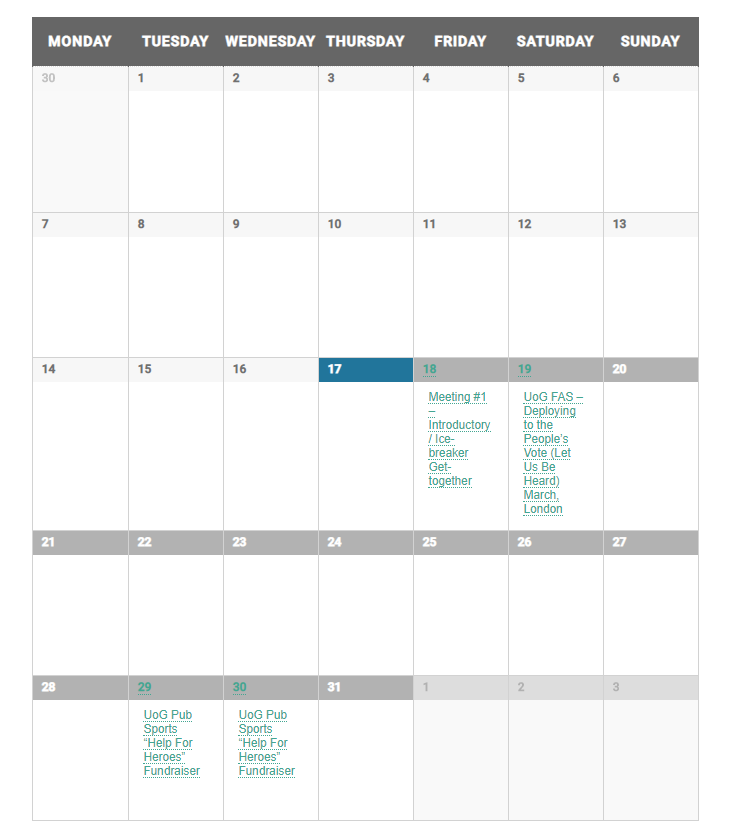 MONDAY TUESDAY WEDNESDAY THURSDAY FRIDAY SATURDAY SUNDAY
30 1 2 3 4 5 6
7 8 9 10 11 12 13
14 15 16 17 18 19 20
Meeting #1
–
Introductory
/ Ice-
breaker
Get-
together
UoG FAS –
Deploying
to the
People’s
Vote (Let
Us Be
Heard)
March,
London
21 22 23 24 25 26 27
28 29 30 31 1 2 3
UoG Pub
Sports
“Help For
Heroes”
Fundraiser
UoG Pub
Sports
“Help For
Heroes”
Fundraiser